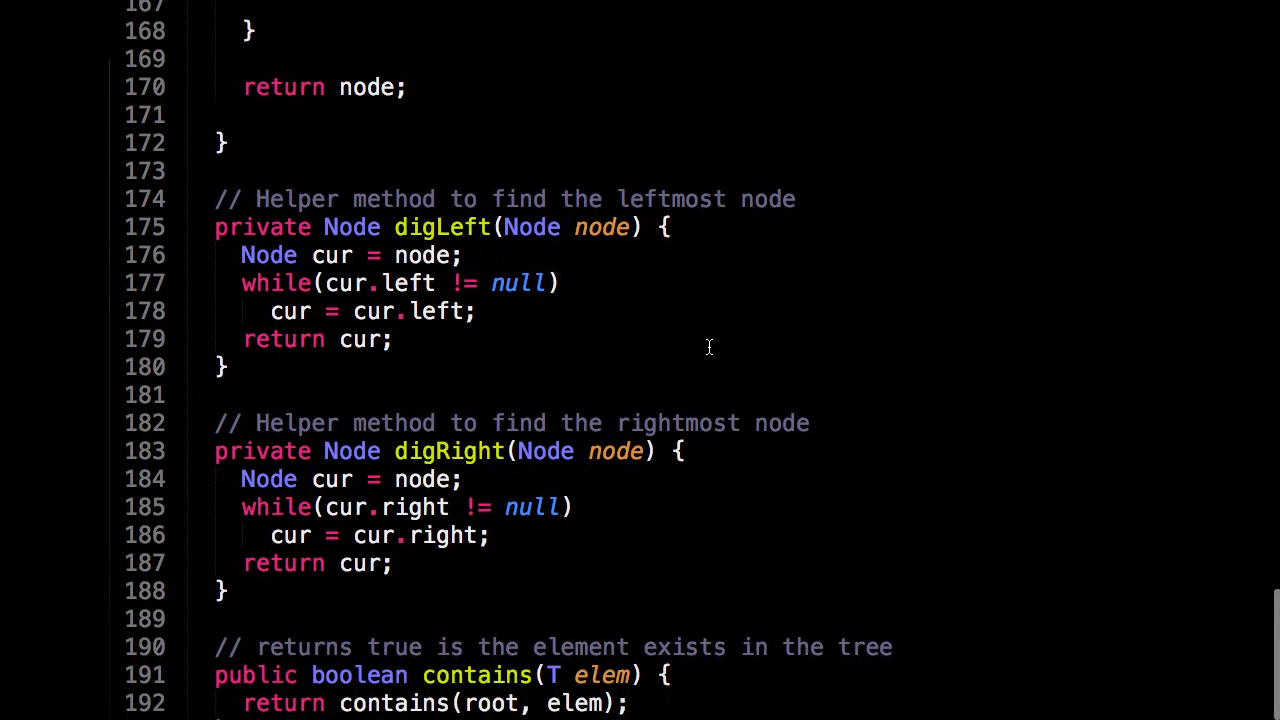 167
168 }
169
170 return node;
171
172 }
173
174 // Helper method to find the leftmost node
175 private Node digLeft(Node node) {
176 Node cur = node;
177 while(cur.left != null)
178 cur = cur.left;
179 return cur;
180 }
181
182 // Helper method to find the rightmost node
183 private Node digRight(Node node) {
184 Node cur = node;
185 while(cur.right != null)
186 cur = cur.right;
187 return cur;
188 }
189
190 // returns true is the element exists in the tree
191 public boolean contains(T elem) {
192 return contains(root, elem);